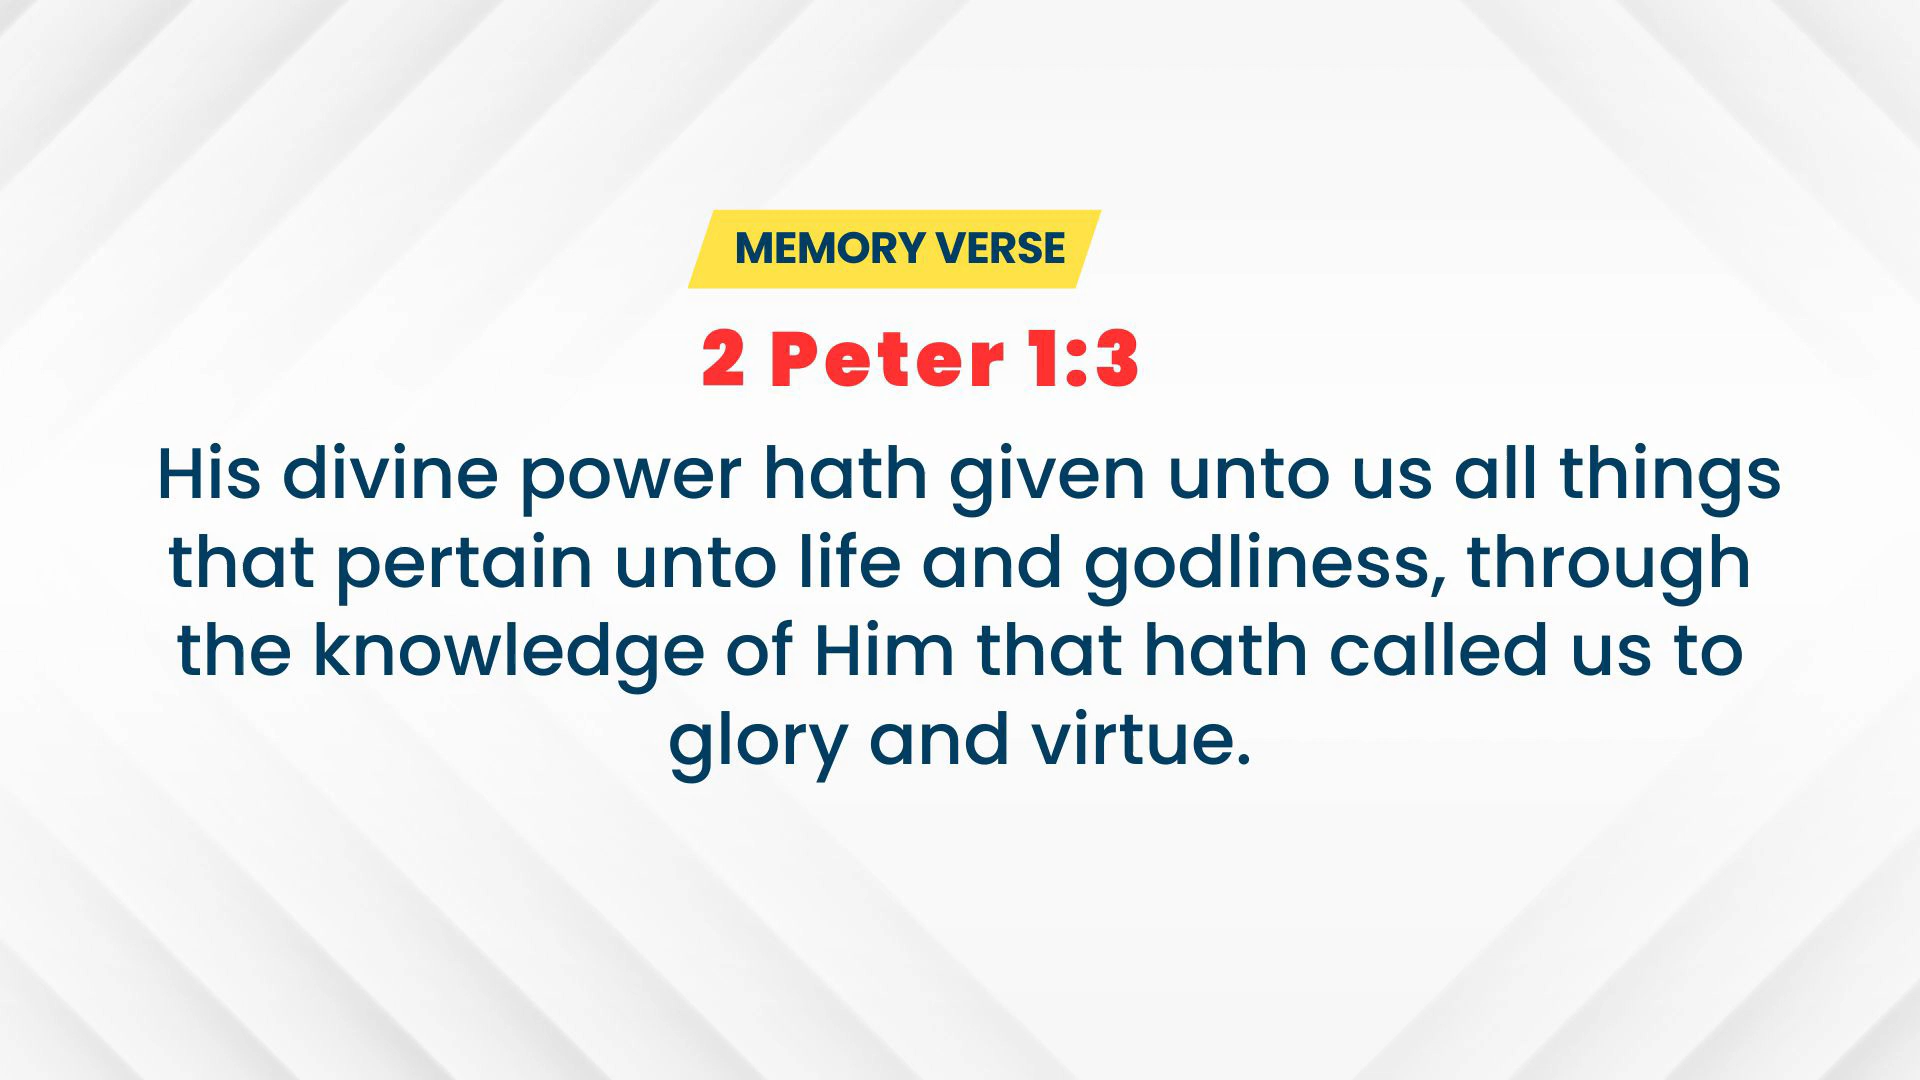 MEMORY VERSE
2 Peter 1:3
His divine power hath given unto us all things
that pertain unto life and godliness, through
the knowledge of Him that hath called us to
glory and virtue.